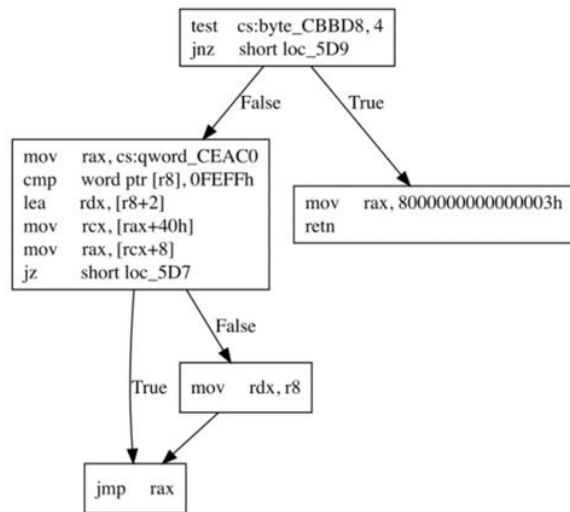 test cs:byte_CBBD8, 4
jnz short loc_5D9
False
True
mov rax, cs:qword_CEAC0
cmp word ptr [r8], 0FEFFh
lea rdx, [r8+2]
mov rcx, [rax+40h]
mov rax, [rcx+8]
jz short loc_5D7
mov rax, 8000000000000003h
retn
False
True
mov rdx, r8
jmp rax